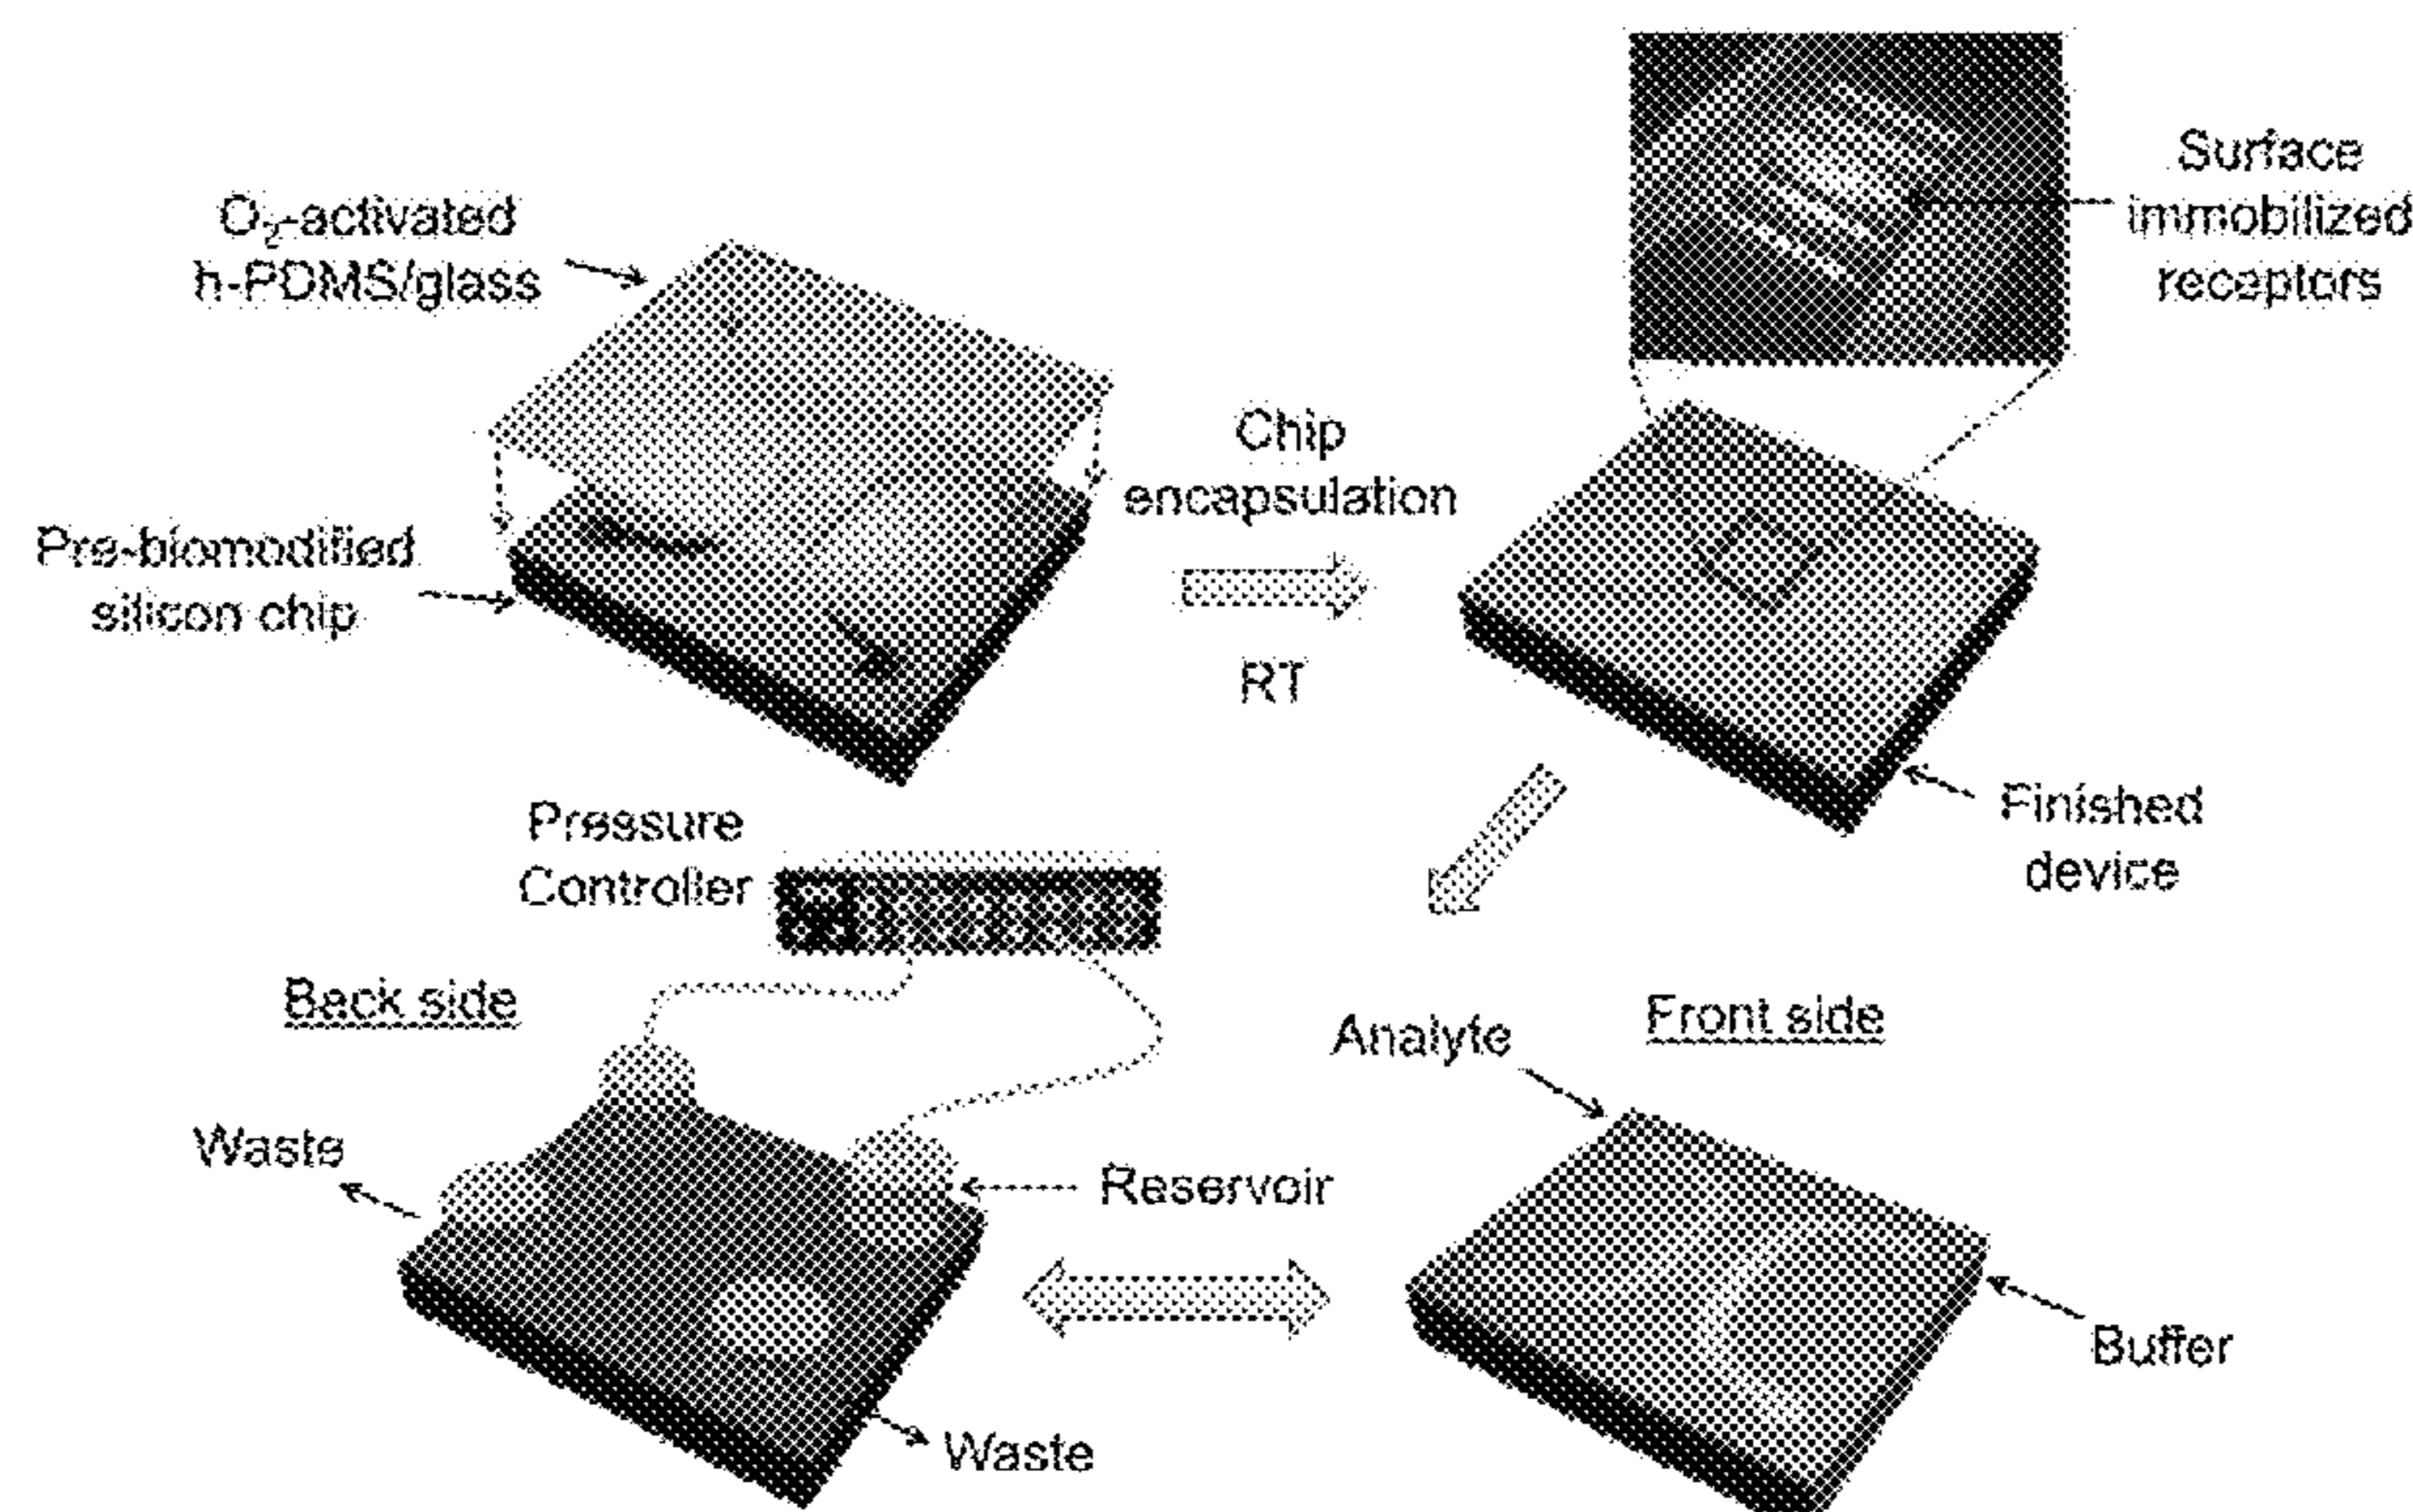 O₂-activated
h-PDMS/glass
Pre-biomodified
silicon chip
Chip
encapsulation
RT
Surface
immobilized
receptors
Finished
device
Pressure
Controller
Back side
Waste
Reservoir
Waste
Front side
Analyte
Buffer